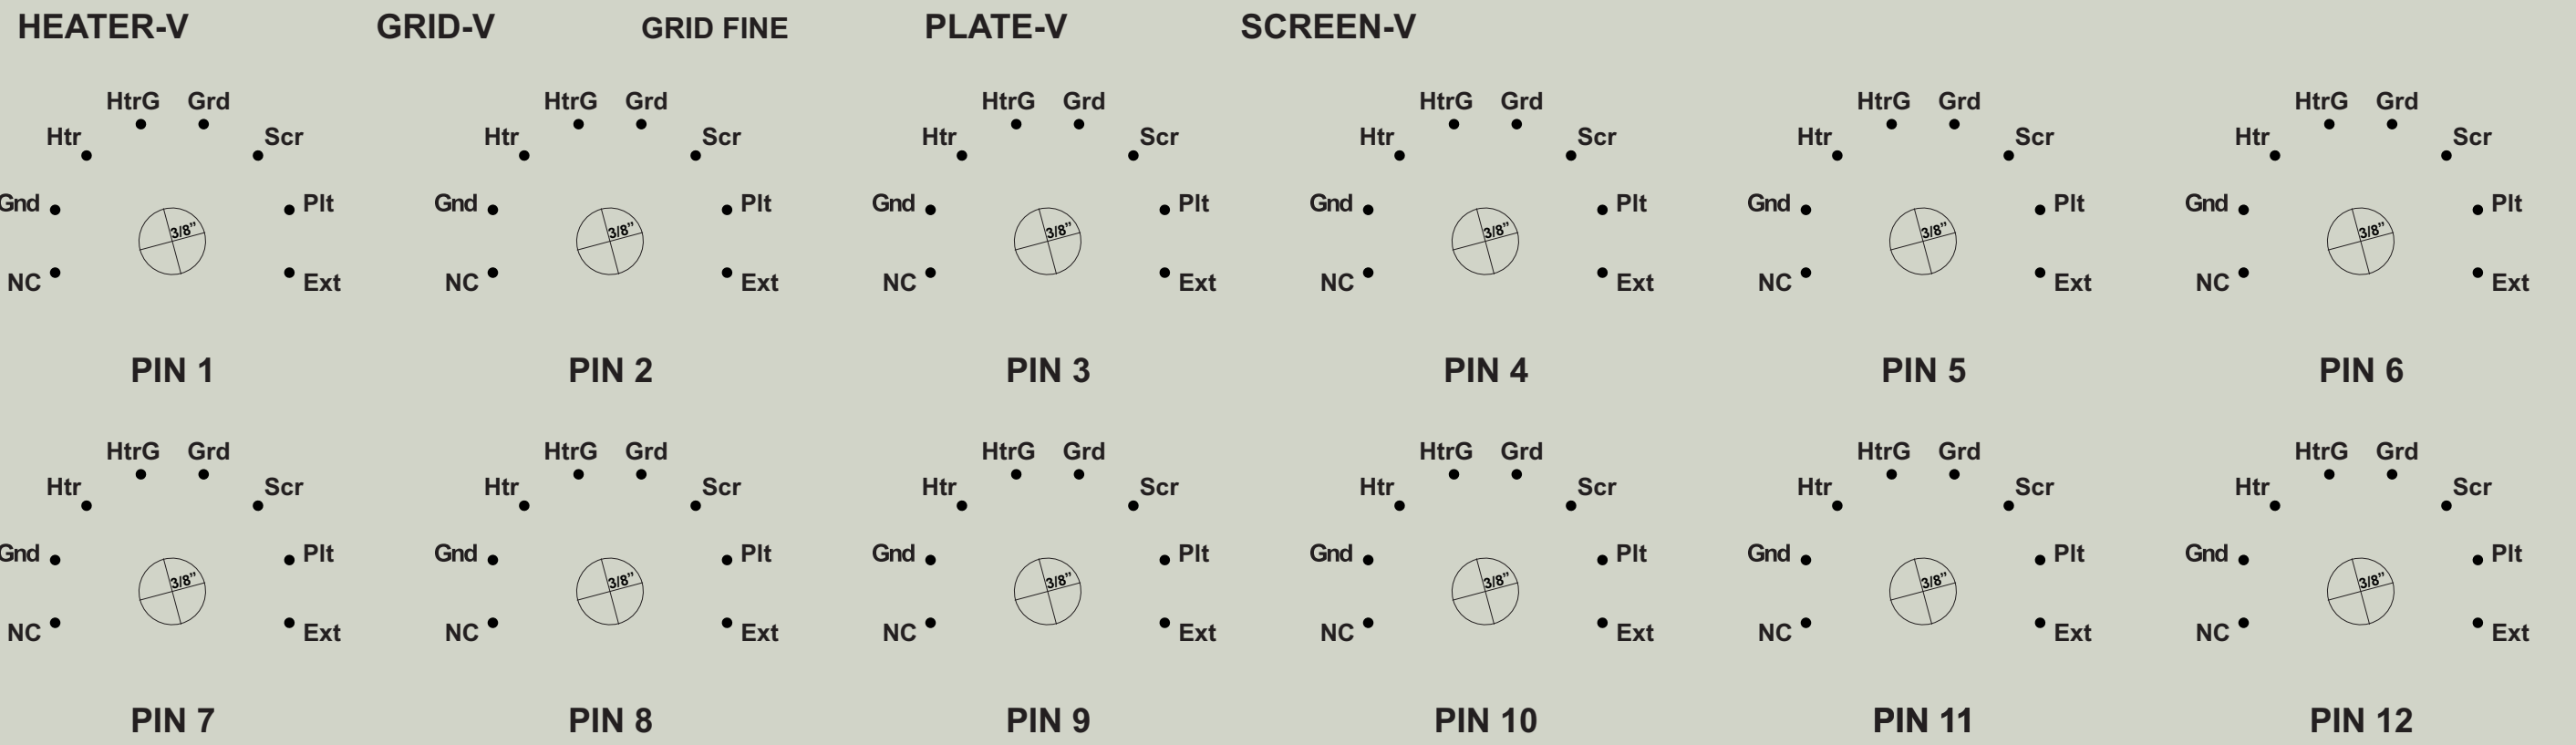 HEATER-V GRID-V GRID FINE PLATE-V SCREEN-V
HtrG Grd HtrG Grd HtrG Grd HtrG Grd HtrG Grd HtrG Grd
Htr Scr Htr Scr Htr Scr Htr Scr Htr Scr Htr Scr
Gnd Plt Gnd Plt Gnd Plt Gnd Plt Gnd Plt Gnd Plt
3/8” 3/8” 3/8” 3/8” 3/8” 3/8”
NC Ext NC Ext NC Ext NC Ext NC Ext NC Ext
PIN 1 PIN 2 PIN 3 PIN 4 PIN 5 PIN 6
HtrG Grd HtrG Grd HtrG Grd HtrG Grd HtrG Grd HtrG Grd
Htr Scr Htr Scr Htr Scr Htr Scr Htr Scr Htr Scr
Gnd Plt Gnd Plt Gnd Plt Gnd Plt Gnd Plt Gnd Plt
3/8” 3/8” 3/8” 3/8” 3/8” 3/8”
NC Ext NC Ext NC Ext NC Ext NC Ext NC Ext
PIN 7 PIN 8 PIN 9 PIN 10 PIN 11 PIN 12